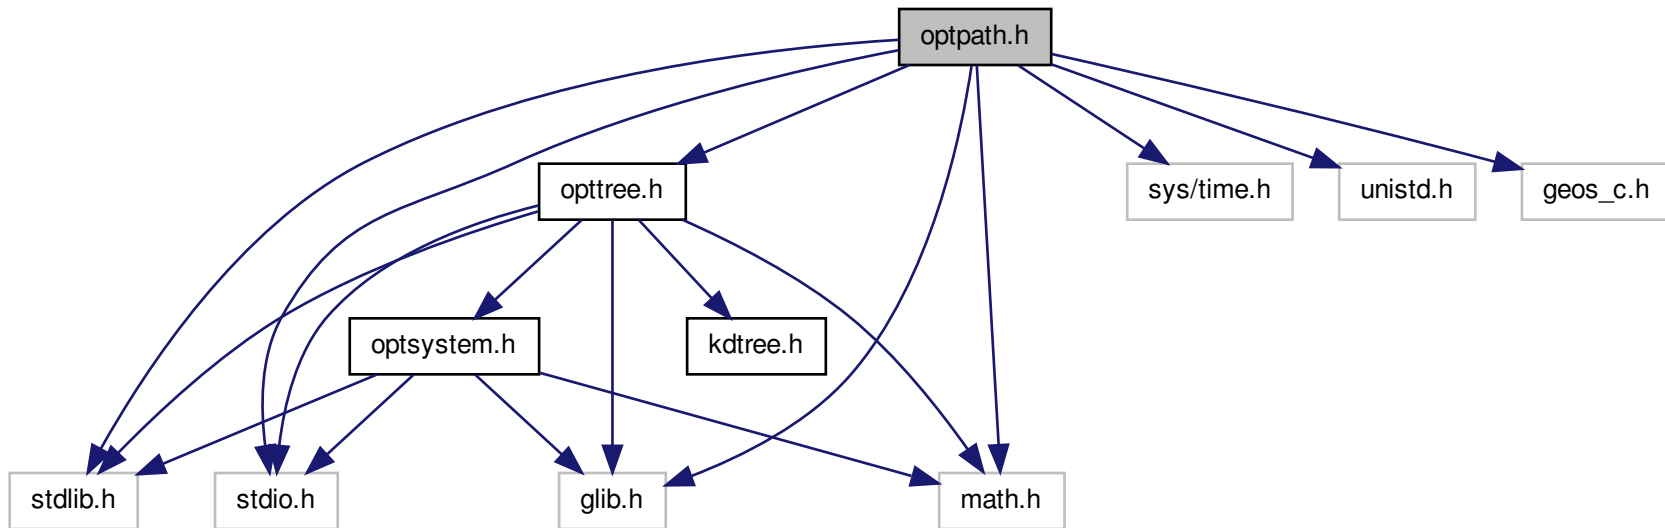 optpath.h
opttree.h
sys/time.h
unistd.h
geos_c.h
optsystem.h
kdtree.h
stdlib.h
stdio.h
glib.h
math.h